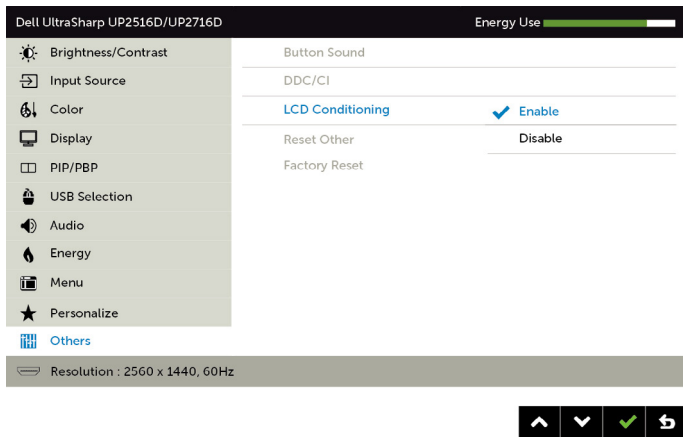 Dell UltraSharp UP2516D/UP2716D Energy Use
Brightness/Contrast
Input Source
Color
Display
PIP/PBP
USB Selection
Audio
Energy
Menu
Personalize
Others
Button Sound
DDC/CI
LCD Conditioning
Reset Other
Factory Reset
Enable
Disable
Resolution : 2560 x 1440, 60Hz